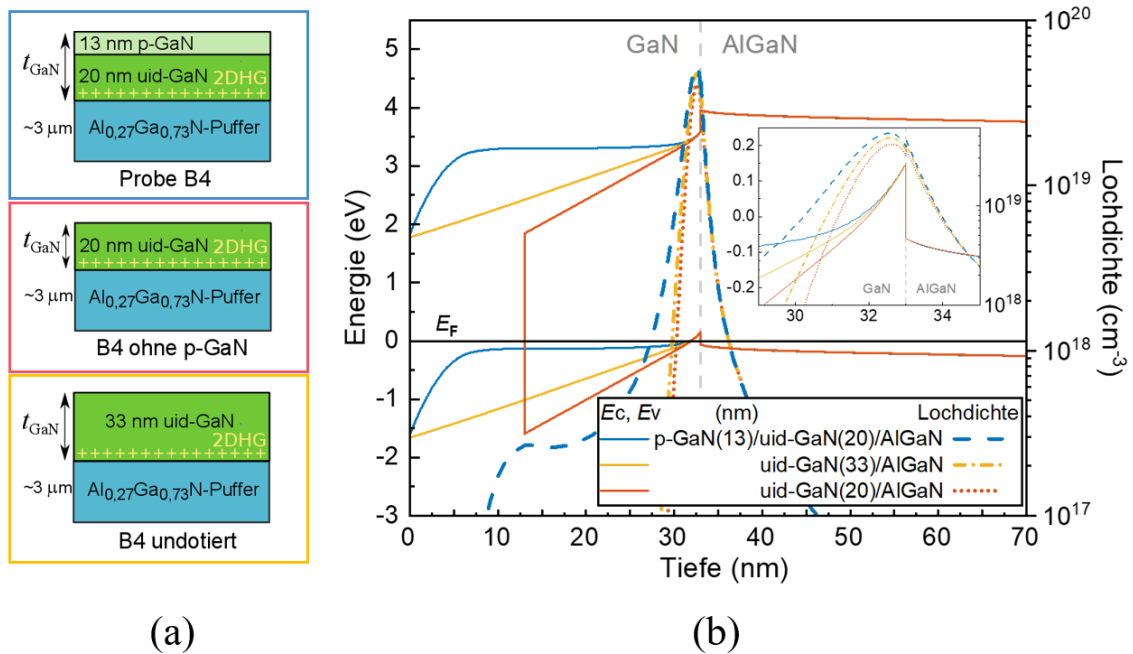 13 nm p-GaN
tGaN
20 nm uid-GaN 2DHG
++++++++++++++
~3 µm
Al0,27Ga0,73N-Puffer
Probe B4
tGaN
20 nm uid-GaN 2DHG
++++++++++++++
~3 µm
Al0,27Ga0,73N-Puffer
B4 ohne p-GaN
tGaN
33 nm uid-GaN
2DHG
++++++++++++++
~3 µm
Al0,27Ga0,73N-Puffer
B4 undotiert
(a)
GaN AlGaN
Energie (eV)
5
4
3
2
1
0
-1
-2
-3
EF
0 10 20 30 40 50 60 70
Tiefe (nm)
10^20
10^19
10^18
10^17
Lochdichte (cm-3)
0.2
0.1
0.0
-0.1
-0.2
30 32 34
10^19
10^18
GaN AlGaN
Ec, Ev (nm) Lochdichte
p-GaN(13)/uid-GaN(20)/AlGaN
uid-GaN(33)/AlGaN
uid-GaN(20)/AlGaN
(b)